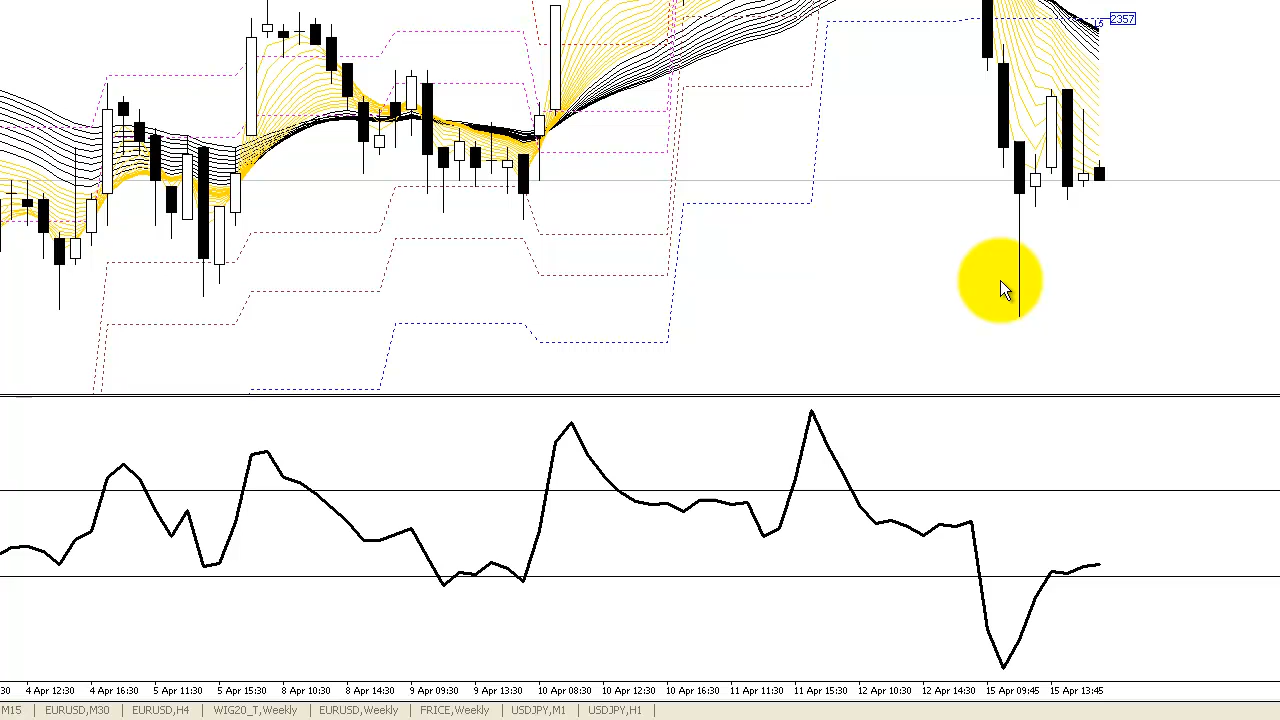 2357
30 4 Apr 12:30 4 Apr 16:30 5 Apr 11:30 5 Apr 15:30 8 Apr 10:30 8 Apr 14:30 9 Apr 09:30 9 Apr 13:30 10 Apr 08:30 10 Apr 12:30 10 Apr 16:30 11 Apr 11:30 11 Apr 15:30 12 Apr 10:30 12 Apr 14:30 15 Apr 09:45 15 Apr 13:45
M15 | EURUSD,M30 | EURUSD,H4 | WIG20_T,Weekly | EURUSD,Weekly | FRICE,Weekly | USDJPY,M1 | USDJPY,H1 |